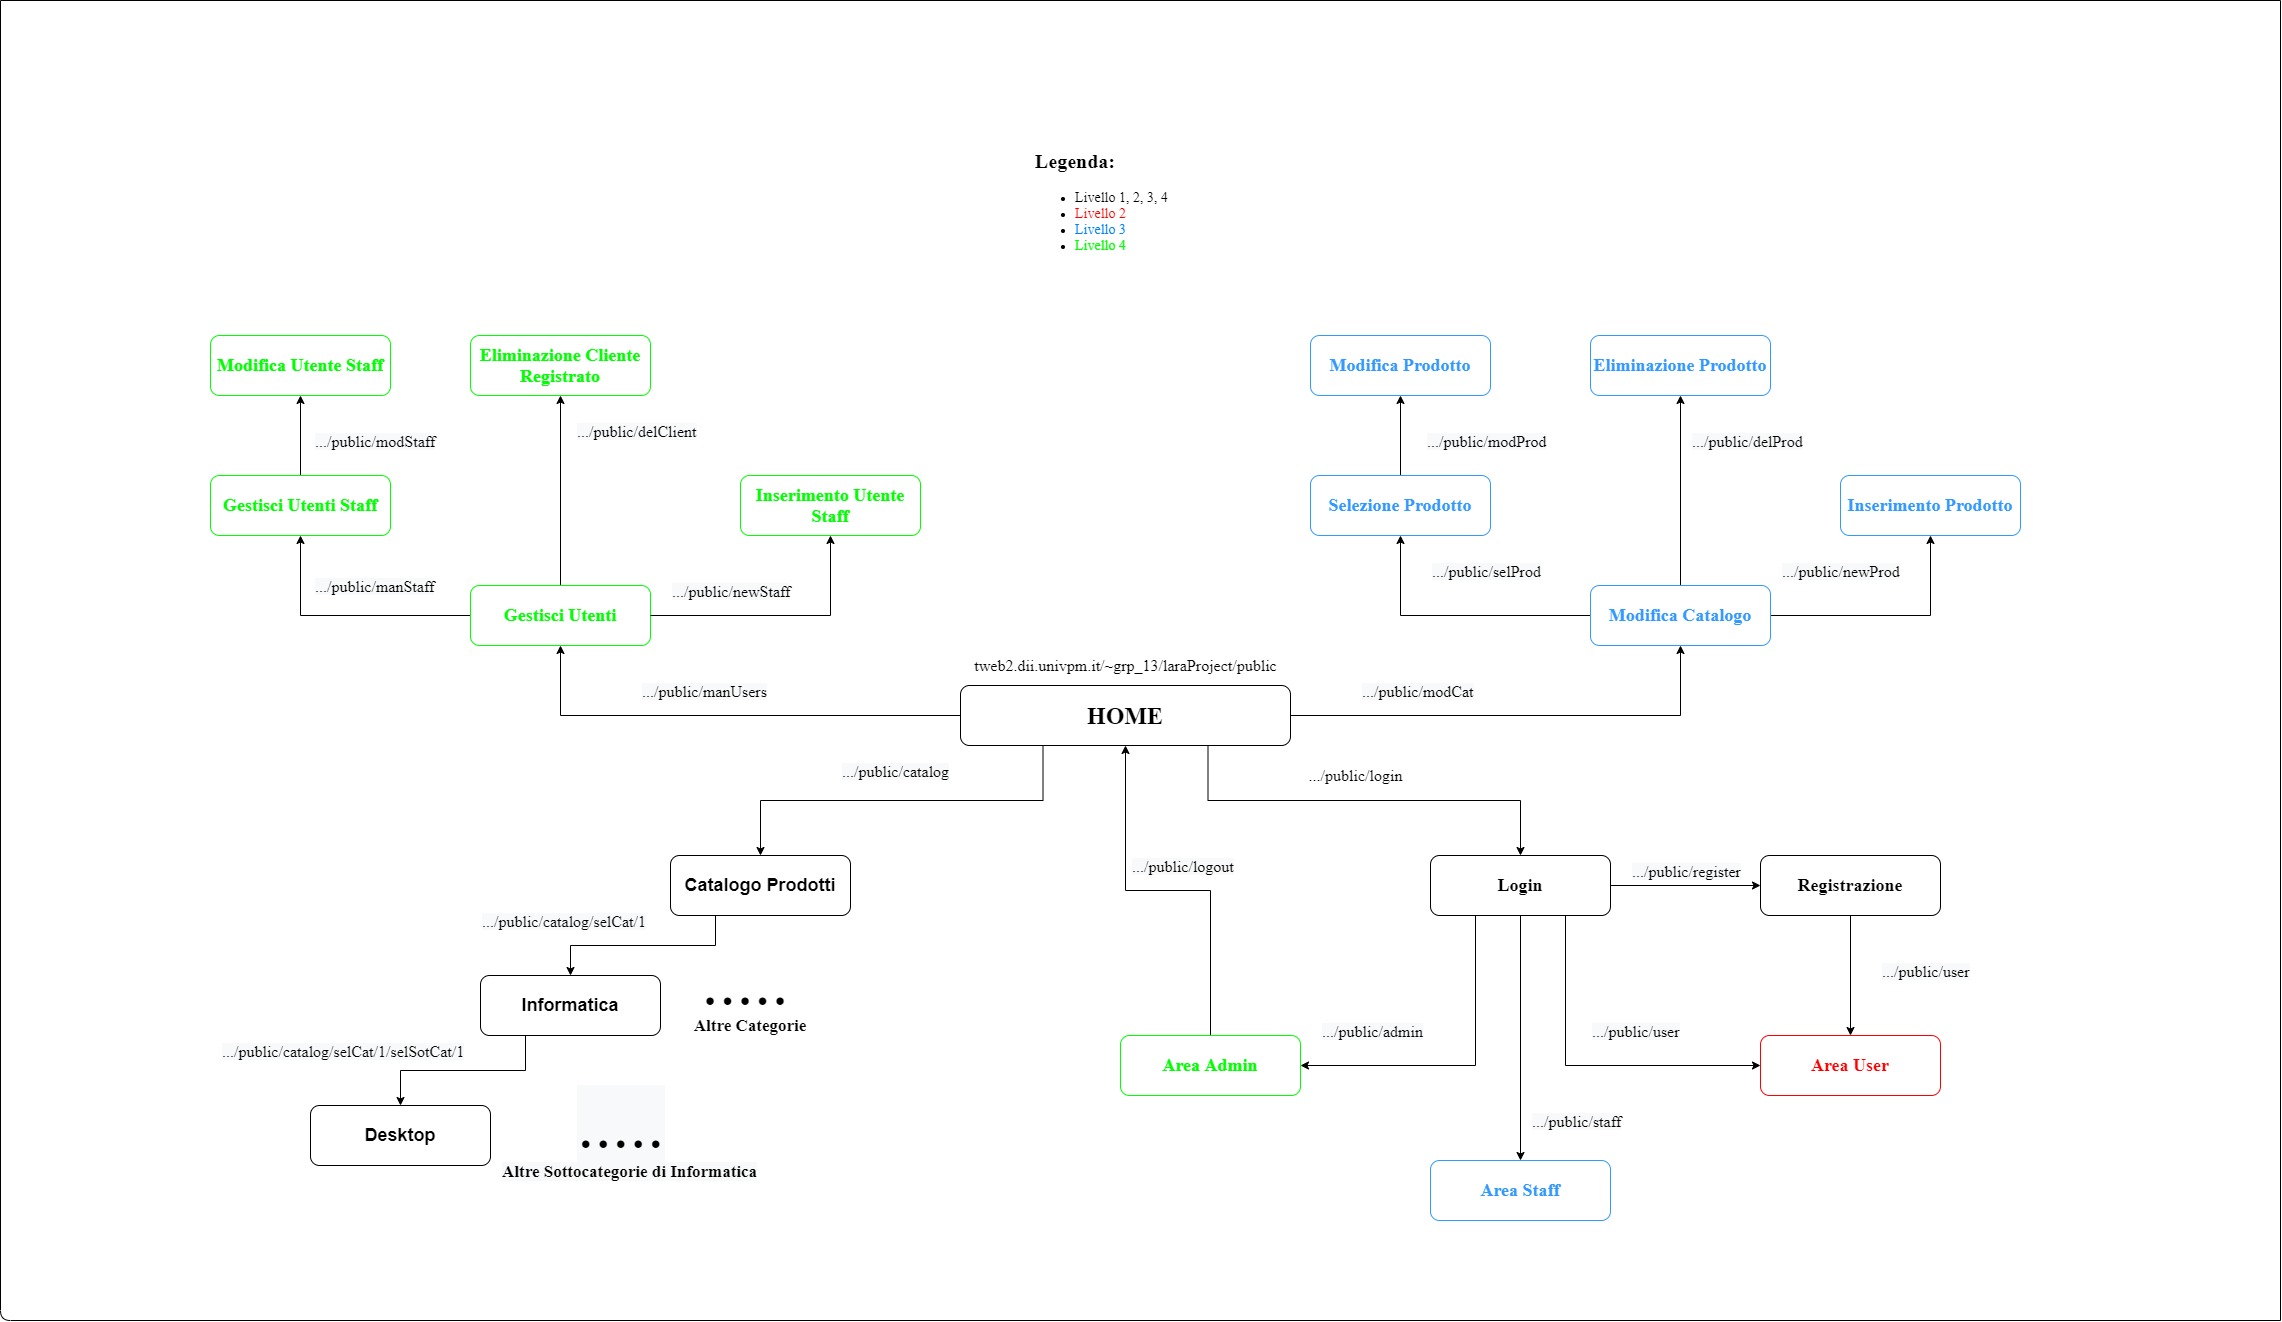 Legenda:
Livello 1, 2, 3, 4
Livello 2
Livello 3
Livello 4
Modifica Utente Staff
Eliminazione Cliente
Registrato
Modifica Prodotto
Eliminazione Prodotto
.../public/modStaff
.../public/delClient
.../public/modProd
.../public/delProd
Gestisci Utenti Staff
Inserimento Utente
Staff
Selezione Prodotto
Inserimento Prodotto
.../public/manStaff
.../public/newStaff
.../public/selProd
.../public/newProd
Gestisci Utenti
Modifica Catalogo
tweb2.dii.univpm.it/~grp_13/laraProject/public
.../public/manUsers
.../public/modCat
HOME
.../public/catalog
.../public/login
.../public/logout
Catalogo Prodotti
Login
.../public/register
Registrazione
.../public/catalog/selCat/1
.../public/user
Informatica
• • • • •
Altre Categorie
.../public/admin
.../public/user
.../public/catalog/selCat/1/selSotCat/1
Area Admin
Area User
Desktop
• • • • •
Altre Sottocategorie di Informatica
.../public/staff
Area Staff